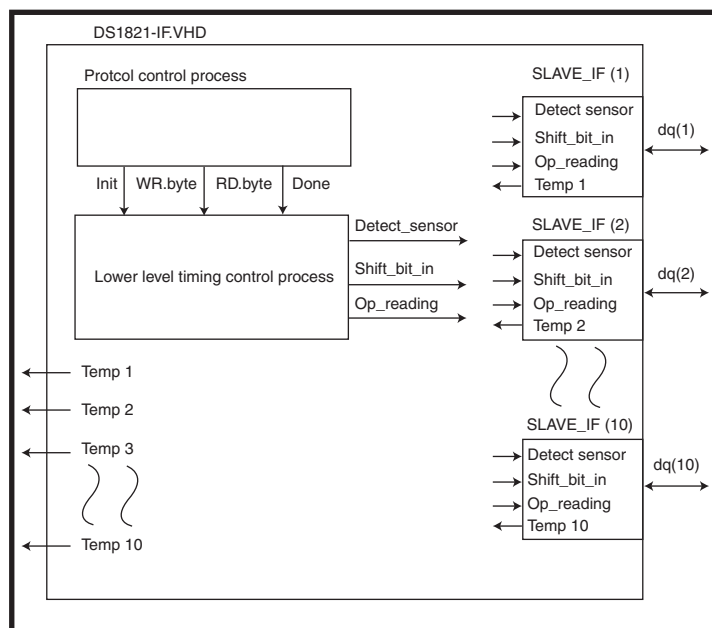 DS1821-IF.VHD
Protcol control process
Init WR.byte RD.byte Done
Lower level timing control process
Detect_sensor
Shift_bit_in
Op_reading
Temp 1
Temp 2
Temp 3
Temp 10
SLAVE_IF (1)
Detect sensor
Shift_bit_in
Op_reading
Temp 1
dq(1)
SLAVE_IF (2)
Detect sensor
Shift_bit_in
Op_reading
Temp 2
dq(2)
SLAVE_IF (10)
Detect sensor
Shift_bit_in
Op_reading
Temp 10
dq(10)